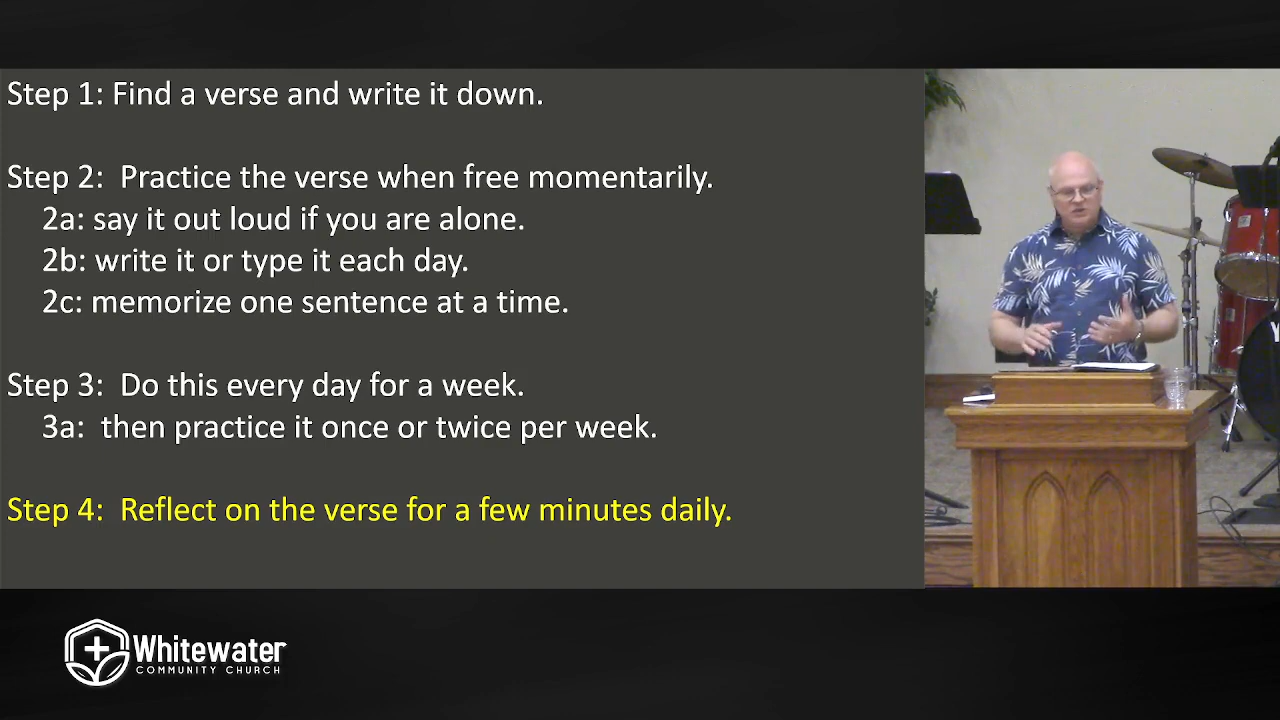 Step 1: Find a verse and write it down.
Step 2:  Practice the verse when free momentarily.
2a: say it out loud if you are alone.
2b: write it or type it each day.
2c: memorize one sentence at a time.
Step 3:  Do this every day for a week.
3a:  then practice it once or twice per week.
Step 4:  Reflect on the verse for a few minutes daily.
Whitewater
COMMUNITY CHURCH